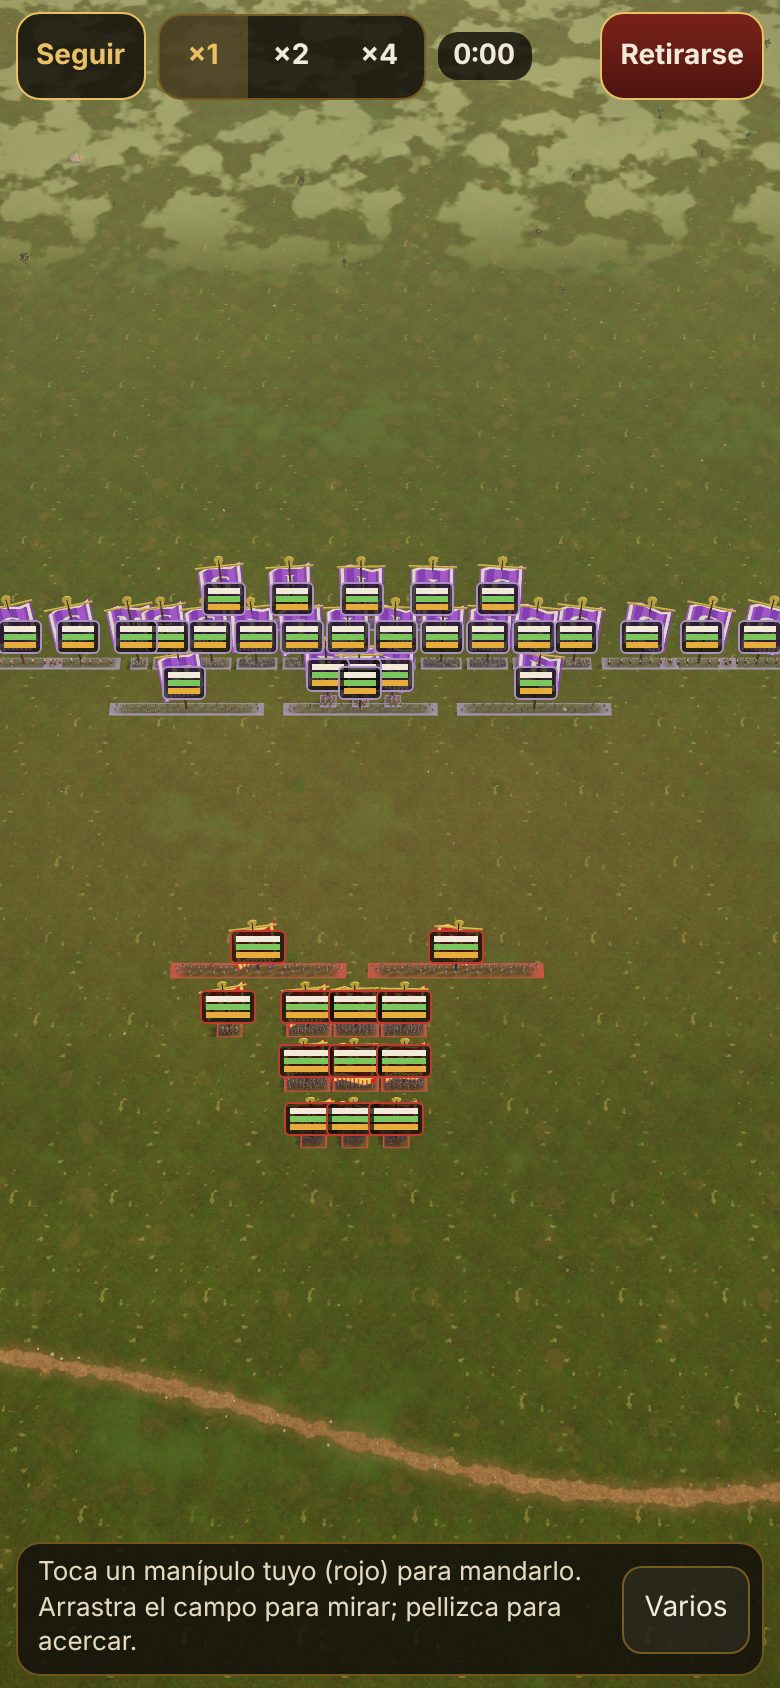 Seguir
×1
×2
×4
0:00
Retirarse
Toca un manípulo tuyo (rojo) para mandarlo.
Arrastra el campo para mirar; pellizca para
acercar.
Varios